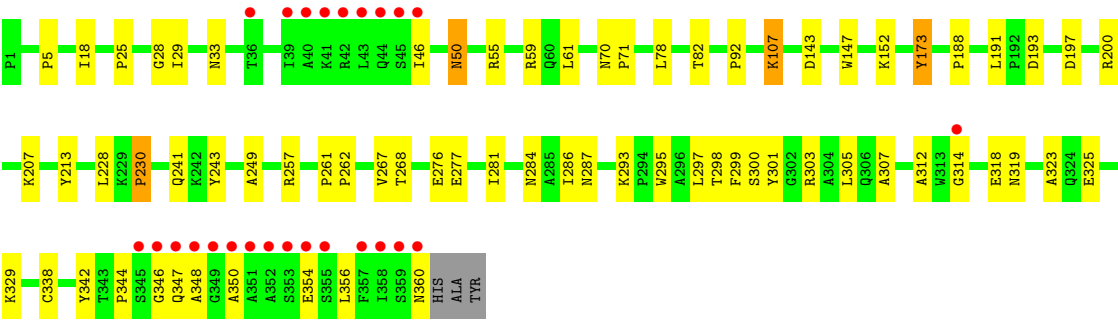 P1 P5 I18 P25 G28 I29 N33 T36 I39 A40 K41 R42 L43 Q44 S45 I46 N50 R55 R59 Q60 L61 N70 P71 L78 T82 P92 K107 D143 W147 K152 Y173 P188 L191 P192 D193 D197 R200
K207 Y213 L228 K229 P230 Q241 K242 Y243 A249 R257 P261 P262 V267 T268 E276 E277 I281 N284 A285 I286 N287 K293 P294 W295 A296 L297 T298 F299 S300 Y301 G302 R303 A304 L305 Q306 A307 A312 W313 G314 E318 N319 A323 Q324 E325
K329 C338 Y342 T343 P344 S345 G346 Q347 A348 G349 A350 A351 A352 S353 E354 S355 L356 F357 I358 S359 N360 HIS ALA TYR